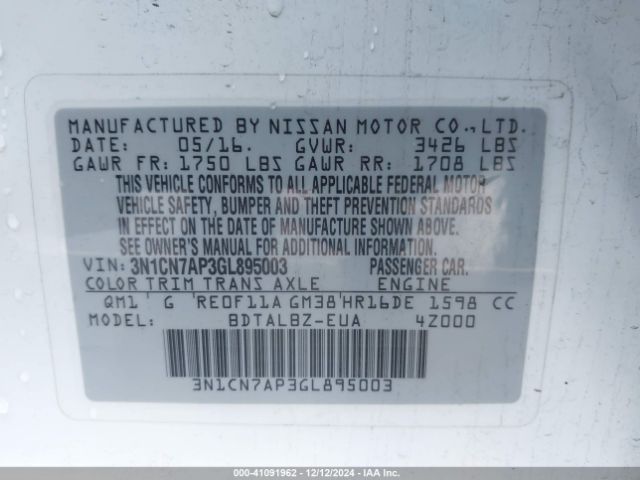 MANUFACTURED BY NISSAN MOTOR CO., LTD.
DATE: 05/16. GVWR: 3426 LBS
GAWR FR: 1750 LBS GAWR RR: 1708 LBS
THIS VEHICLE CONFORMS TO ALL APPLICABLE FEDERAL MOTOR
VEHICLE SAFETY, BUMPER AND THEFT PREVENTION STANDARDS
IN EFFECT ON THE DATE OF MANUFACTURE SHOWN ABOVE.
SEE OWNER'S MANUAL FOR ADDITIONAL INFORMATION.
VIN: 3N1CN7AP3GL895003 PASSENGER CAR.
COLOR TRIM TRANS AXLE ENGINE
QM1 G RE0F11A GM38 HR16DE 1598 CC
MODEL: BDTALBZ-EUA 4Z000
3N1CN7AP3GL895003
000-41091962 - 12/12/2024 - IAA Inc.